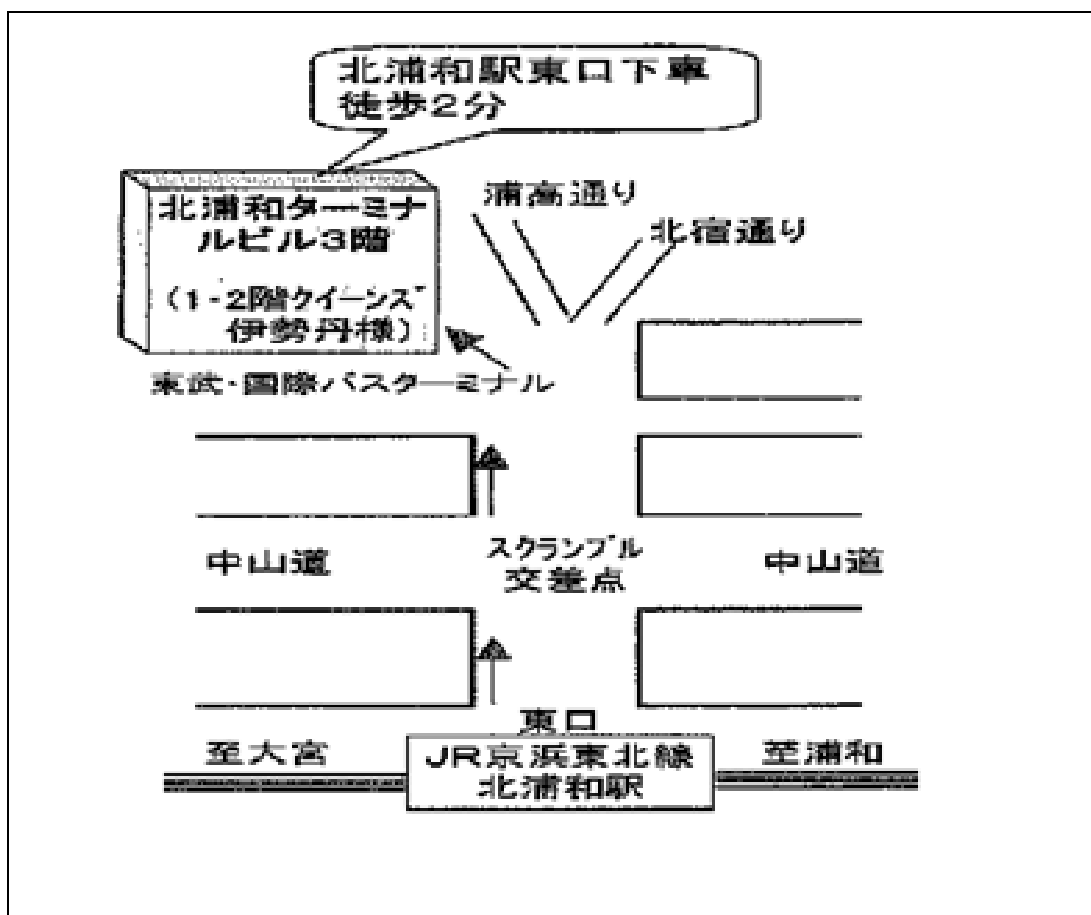 北浦和駅東口下車
徒歩2分
北浦和ターミナ
ルビル3階
(1-2階クイーンズ
伊勢丹様)
浦高通り
北宿通り
東武・国際バスターミナル
中山道
スクランブル
交差点
中山道
東口
至大宮
JR京浜東北線
北浦和駅
至浦和